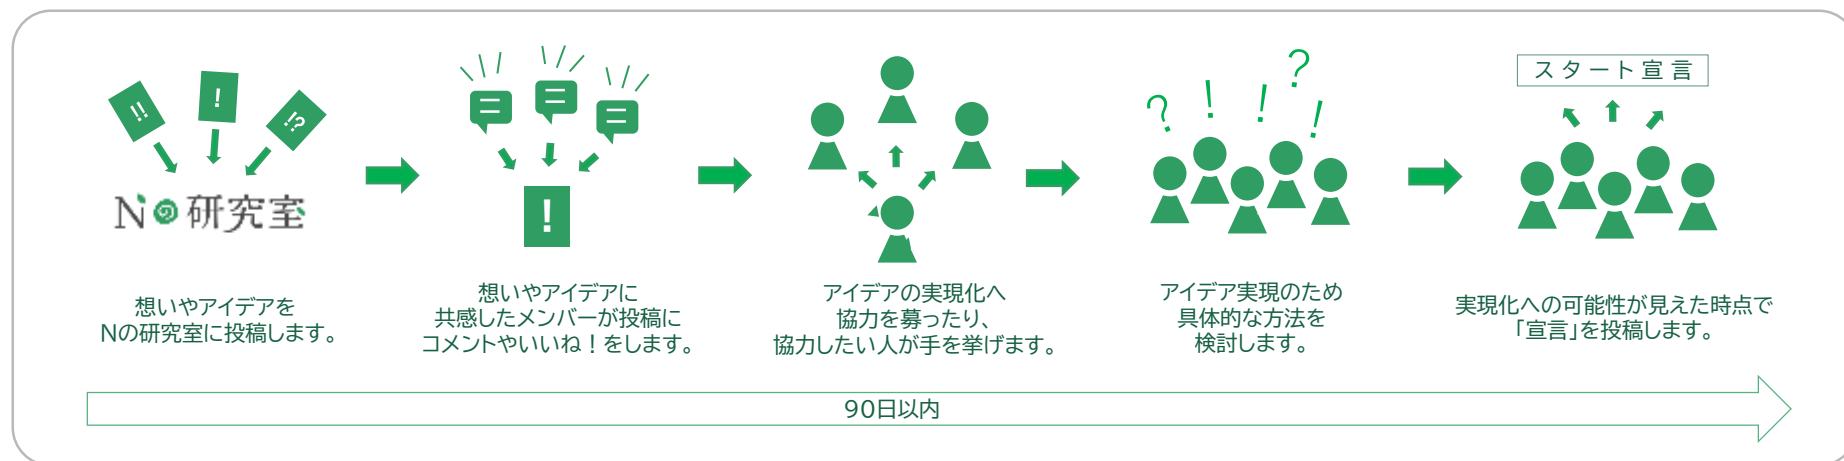 !!
!
!?
Nの研究室
想いやアイデアを
Nの研究室に投稿します。
!
想いやアイデアに
共感したメンバーが投稿に
コメントやいいね！をします。
アイデアの実現化へ
協力を募ったり、
協力したい人が手を挙げます。
? ! ! ? !
アイデア実現のため
具体的な方法を
検討します。
スタート宣言
実現化への可能性が見えた時点で
「宣言」を投稿します。
90日以内